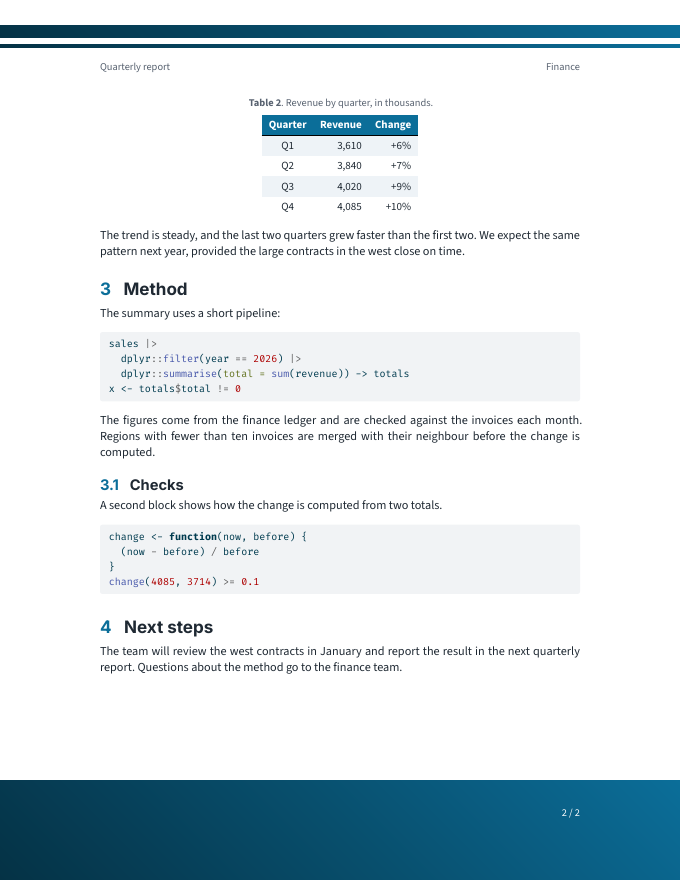 Quarterly report Finance
Table 2. Revenue by quarter, in thousands.
Quarter Revenue Change
Q1 3,610 +6%
Q2 3,840 +7%
Q3 4,020 +9%
Q4 4,085 +10%
The trend is steady, and the last two quarters grew faster than the first two. We expect the same
pattern next year, provided the large contracts in the west close on time.
3 Method
The summary uses a short pipeline:
sales |>
  dplyr::filter(year == 2026) |>
  dplyr::summarise(total = sum(revenue)) -> totals
x <- totals$total != 0
The figures come from the finance ledger and are checked against the invoices each month.
Regions with fewer than ten invoices are merged with their neighbour before the change is
computed.
3.1 Checks
A second block shows how the change is computed from two totals.
change <- function(now, before) {
  (now - before) / before
}
change(4085, 3714) >= 0.1
4 Next steps
The team will review the west contracts in January and report the result in the next quarterly
report. Questions about the method go to the finance team.
2 / 2